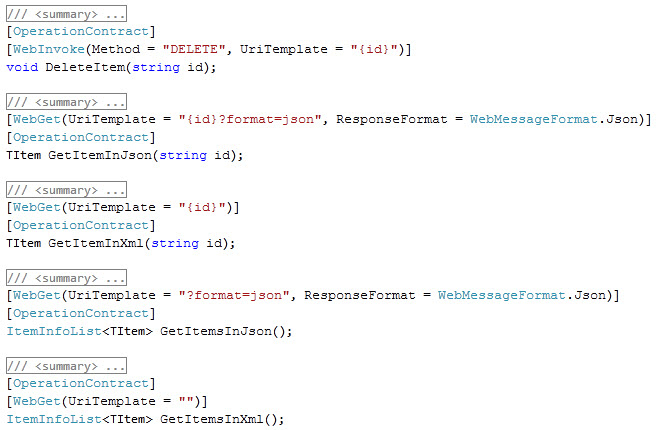 /// <summary> ...
[OperationContract]
[WebInvoke(Method = "DELETE", UriTemplate = "{id}")]
void DeleteItem(string id);
/// <summary> ...
[WebGet(UriTemplate = "{id}?format=json", ResponseFormat = WebMessageFormat.Json)]
[OperationContract]
TItem GetItemInJson(string id);
/// <summary> ...
[WebGet(UriTemplate = "{id}")]
[OperationContract]
TItem GetItemInXml(string id);
/// <summary> ...
[WebGet(UriTemplate = "?format=json", ResponseFormat = WebMessageFormat.Json)]
[OperationContract]
ItemInfoList<TItem> GetItemsInJson();
/// <summary> ...
[OperationContract]
[WebGet(UriTemplate = "")]
ItemInfoList<TItem> GetItemsInXml();